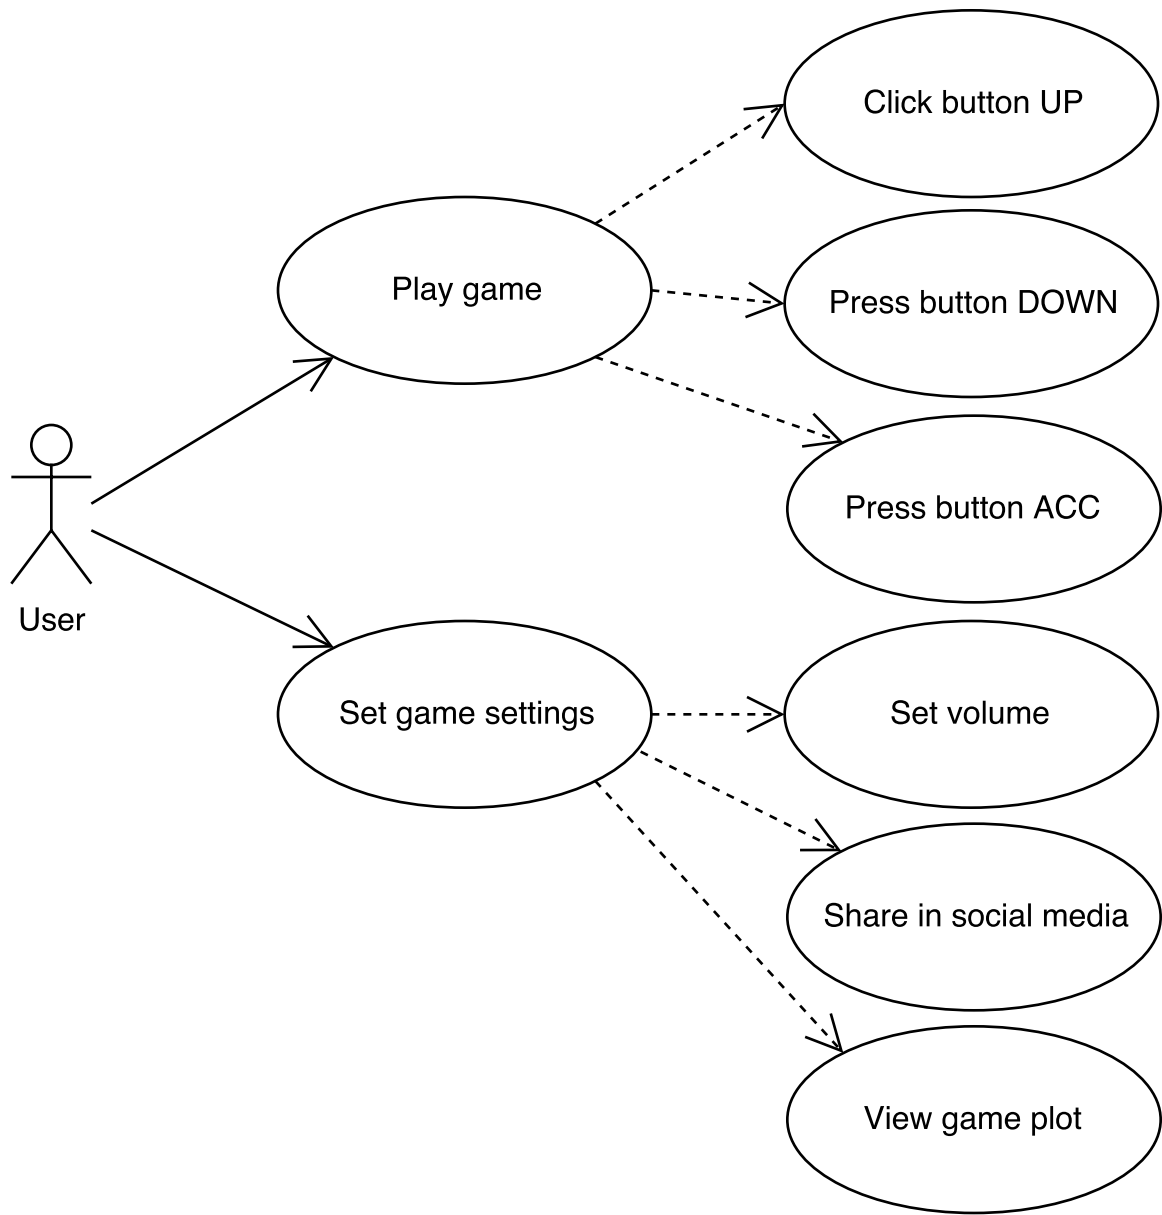 Click button UP
Play game
Press button DOWN
Press button ACC
User
Set game settings
Set volume
Share in social media
View game plot